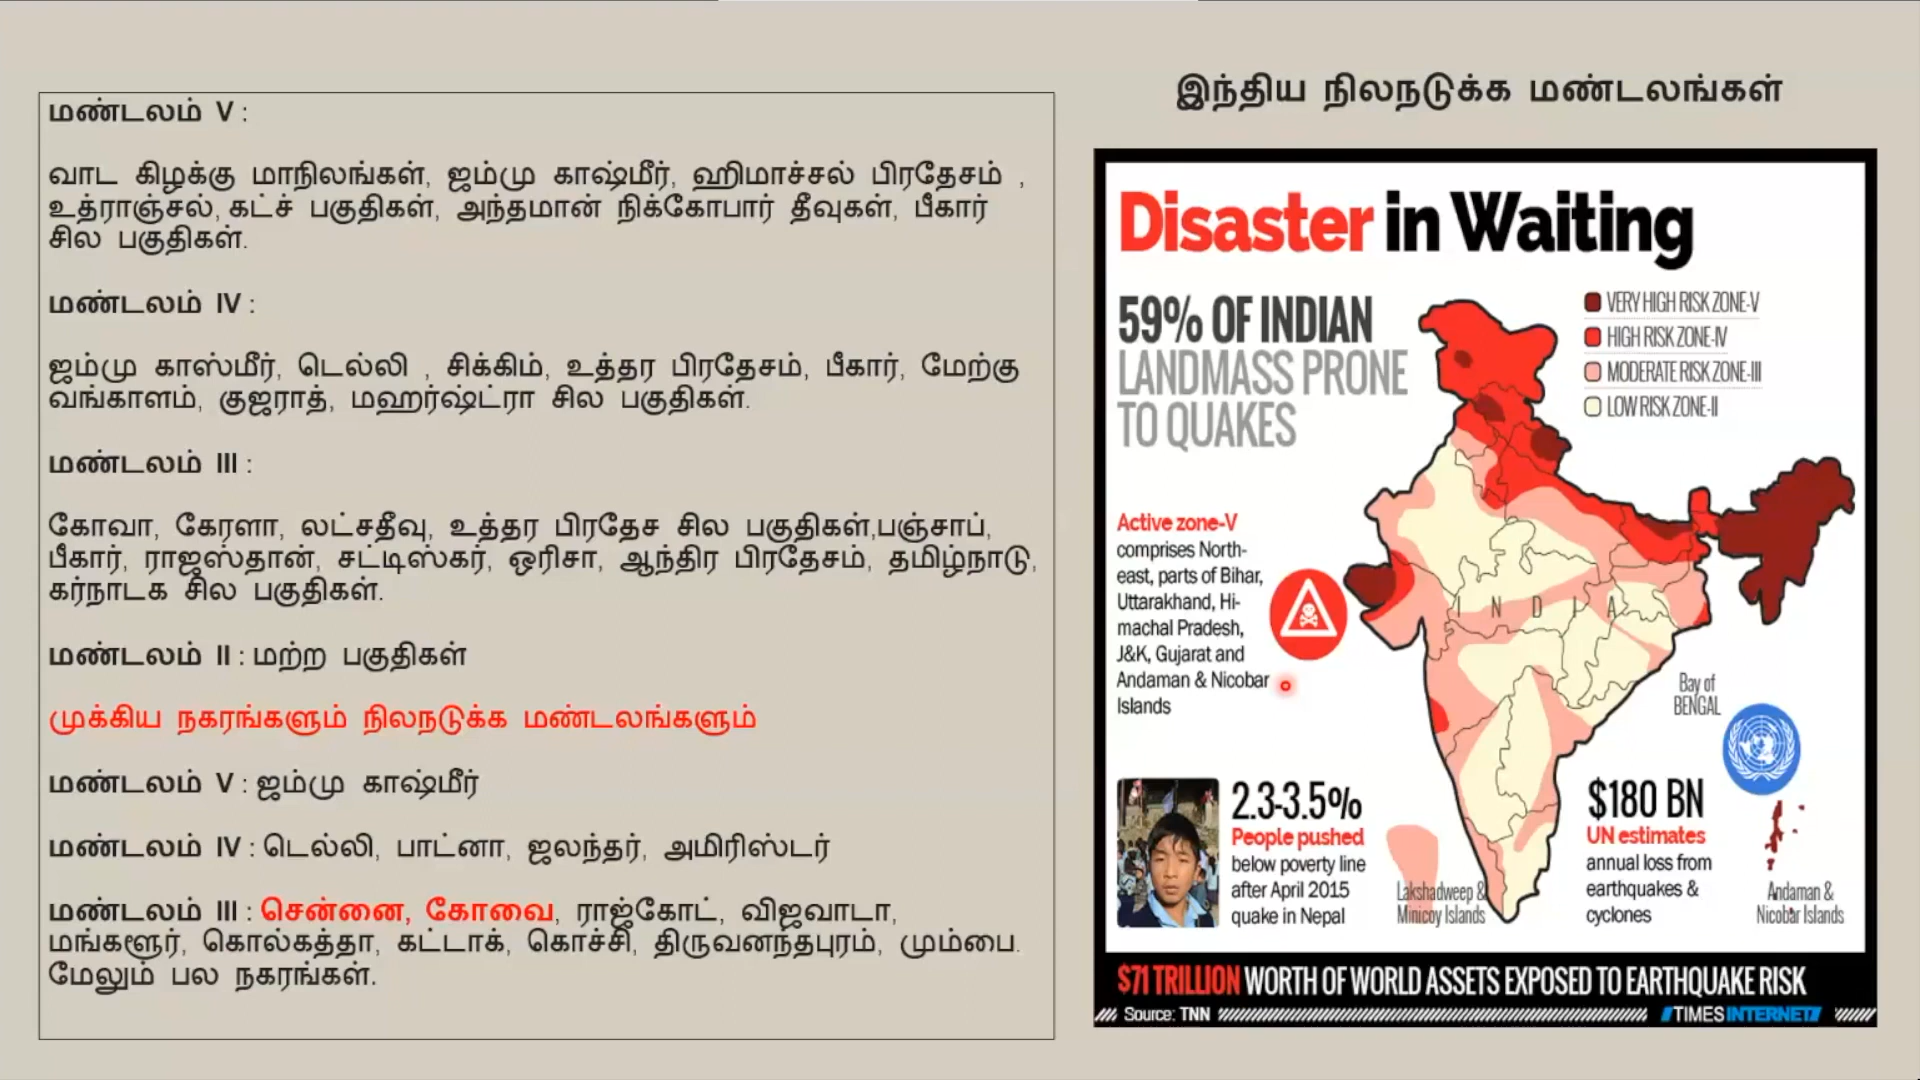 இந்திய நிலநடுக்க மண்டலங்கள்
மண்டலம் V :
வாட கிழக்கு மாநிலங்கள், ஜம்மு காஷ்மீர், ஹிமாச்சல் பிரதேசம் ,
உத்ராஞ்சல், கட்ச் பகுதிகள், அந்தமான் நிக்கோபார் தீவுகள், பீகார்
சில பகுதிகள்.
மண்டலம் IV :
ஜம்மு காஸ்மீர், டெல்லி , சிக்கிம், உத்தர பிரதேசம், பீகார், மேற்கு
வங்காளம், குஜராத், மஹர்ஷ்ட்ரா சில பகுதிகள்.
மண்டலம் III :
கோவா, கேரளா, லட்சதீவு, உத்தர பிரதேச சில பகுதிகள்,பஞ்சாப்,
பீகார், ராஜஸ்தான், சட்டிஸ்கர், ஒரிசா, ஆந்திர பிரதேசம், தமிழ்நாடு,
கர்நாடக சில பகுதிகள்.
மண்டலம் II : மற்ற பகுதிகள்
முக்கிய நகரங்களும் நிலநடுக்க மண்டலங்களும்
மண்டலம் V : ஜம்மு காஷ்மீர்
மண்டலம் IV : டெல்லி, பாட்னா, ஜலந்தர், அமிரிஸ்டர்
மண்டலம் III : சென்னை, கோவை, ராஜ்கோட், விஜவாடா,
மங்களூர், கொல்கத்தா, கட்டாக், கொச்சி, திருவனந்தபுரம், மும்பை.
மேலும் பல நகரங்கள்.
Disaster in Waiting
59% OF INDIAN
LANDMASS PRONE
TO QUAKES
VERY HIGH RISK ZONE-V
HIGH RISK ZONE-IV
MODERATE RISK ZONE-III
LOW RISK ZONE-II
Active zone-V
comprises North-
east, parts of Bihar,
Uttarakhand, Hi-
machal Pradesh,
J&K, Gujarat and
Andaman & Nicobar
Islands
INDIA
Bay of
BENGAL
2.3-3.5%
People pushed
below poverty line
after April 2015
quake in Nepal
Lakshadweep &
Minicoy Islands
$180 BN
UN estimates
annual loss from
earthquakes &
cyclones
Andaman &
Nicobar Islands
$71 TRILLION WORTH OF WORLD ASSETS EXPOSED TO EARTHQUAKE RISK
Source: TNN
TIMES INTERNET